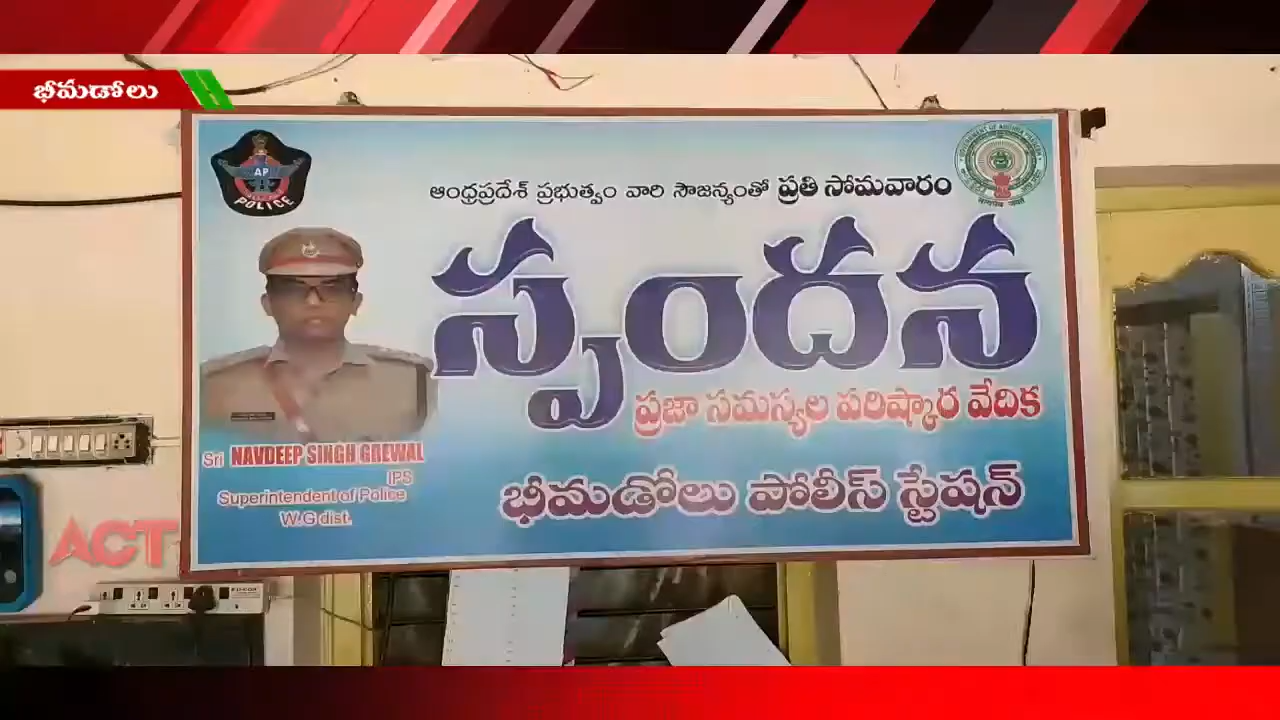 భీమడోలు
AP
POLICE
ఆంధ్రప్రదేశ్ ప్రభుత్వం వారి సౌజన్యంతో ప్రతి సోమవారం
స్పందన
ప్రజా సమస్యల పరిష్కార వేదిక
Sri NAVDEEP SINGH GREWAL
IPS
Superintendent of Police
W.G dist.
భీమడోలు పోలీస్ స్టేషన్
ACT